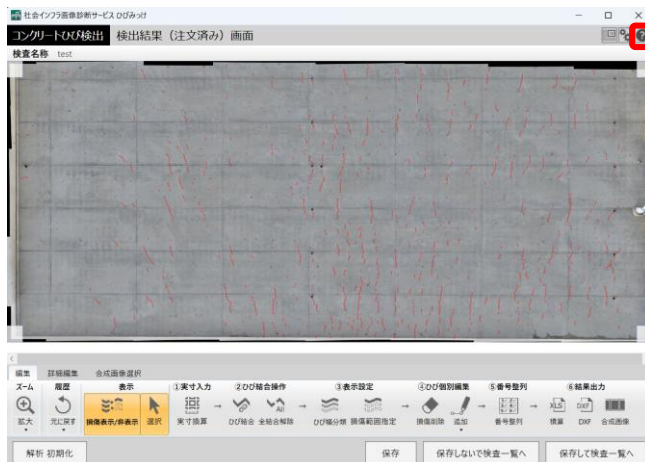 社会インフラ画像診断サービス ひびみっけ
コンクリートひび検出 検出結果（注文済み）画面
検査名称 test
編集 詳細編集 合成画像選択
ズーム 履歴 表示 ①実寸入力 ②ひび結合操作 ③表示設定 ④ひび個別編集 ⑤番号整列 ⑥結果出力
XLS DXF
拡大 元に戻す 損傷表示/非表示 選択 実寸換算 ひび結合 全結合解除 ひび幅分類 損傷範囲指定 損傷削除 追加 番号整列 積算 DXF 合成画像
解析 初期化 保存 保存しないで検査一覧へ 保存して検査一覧へ